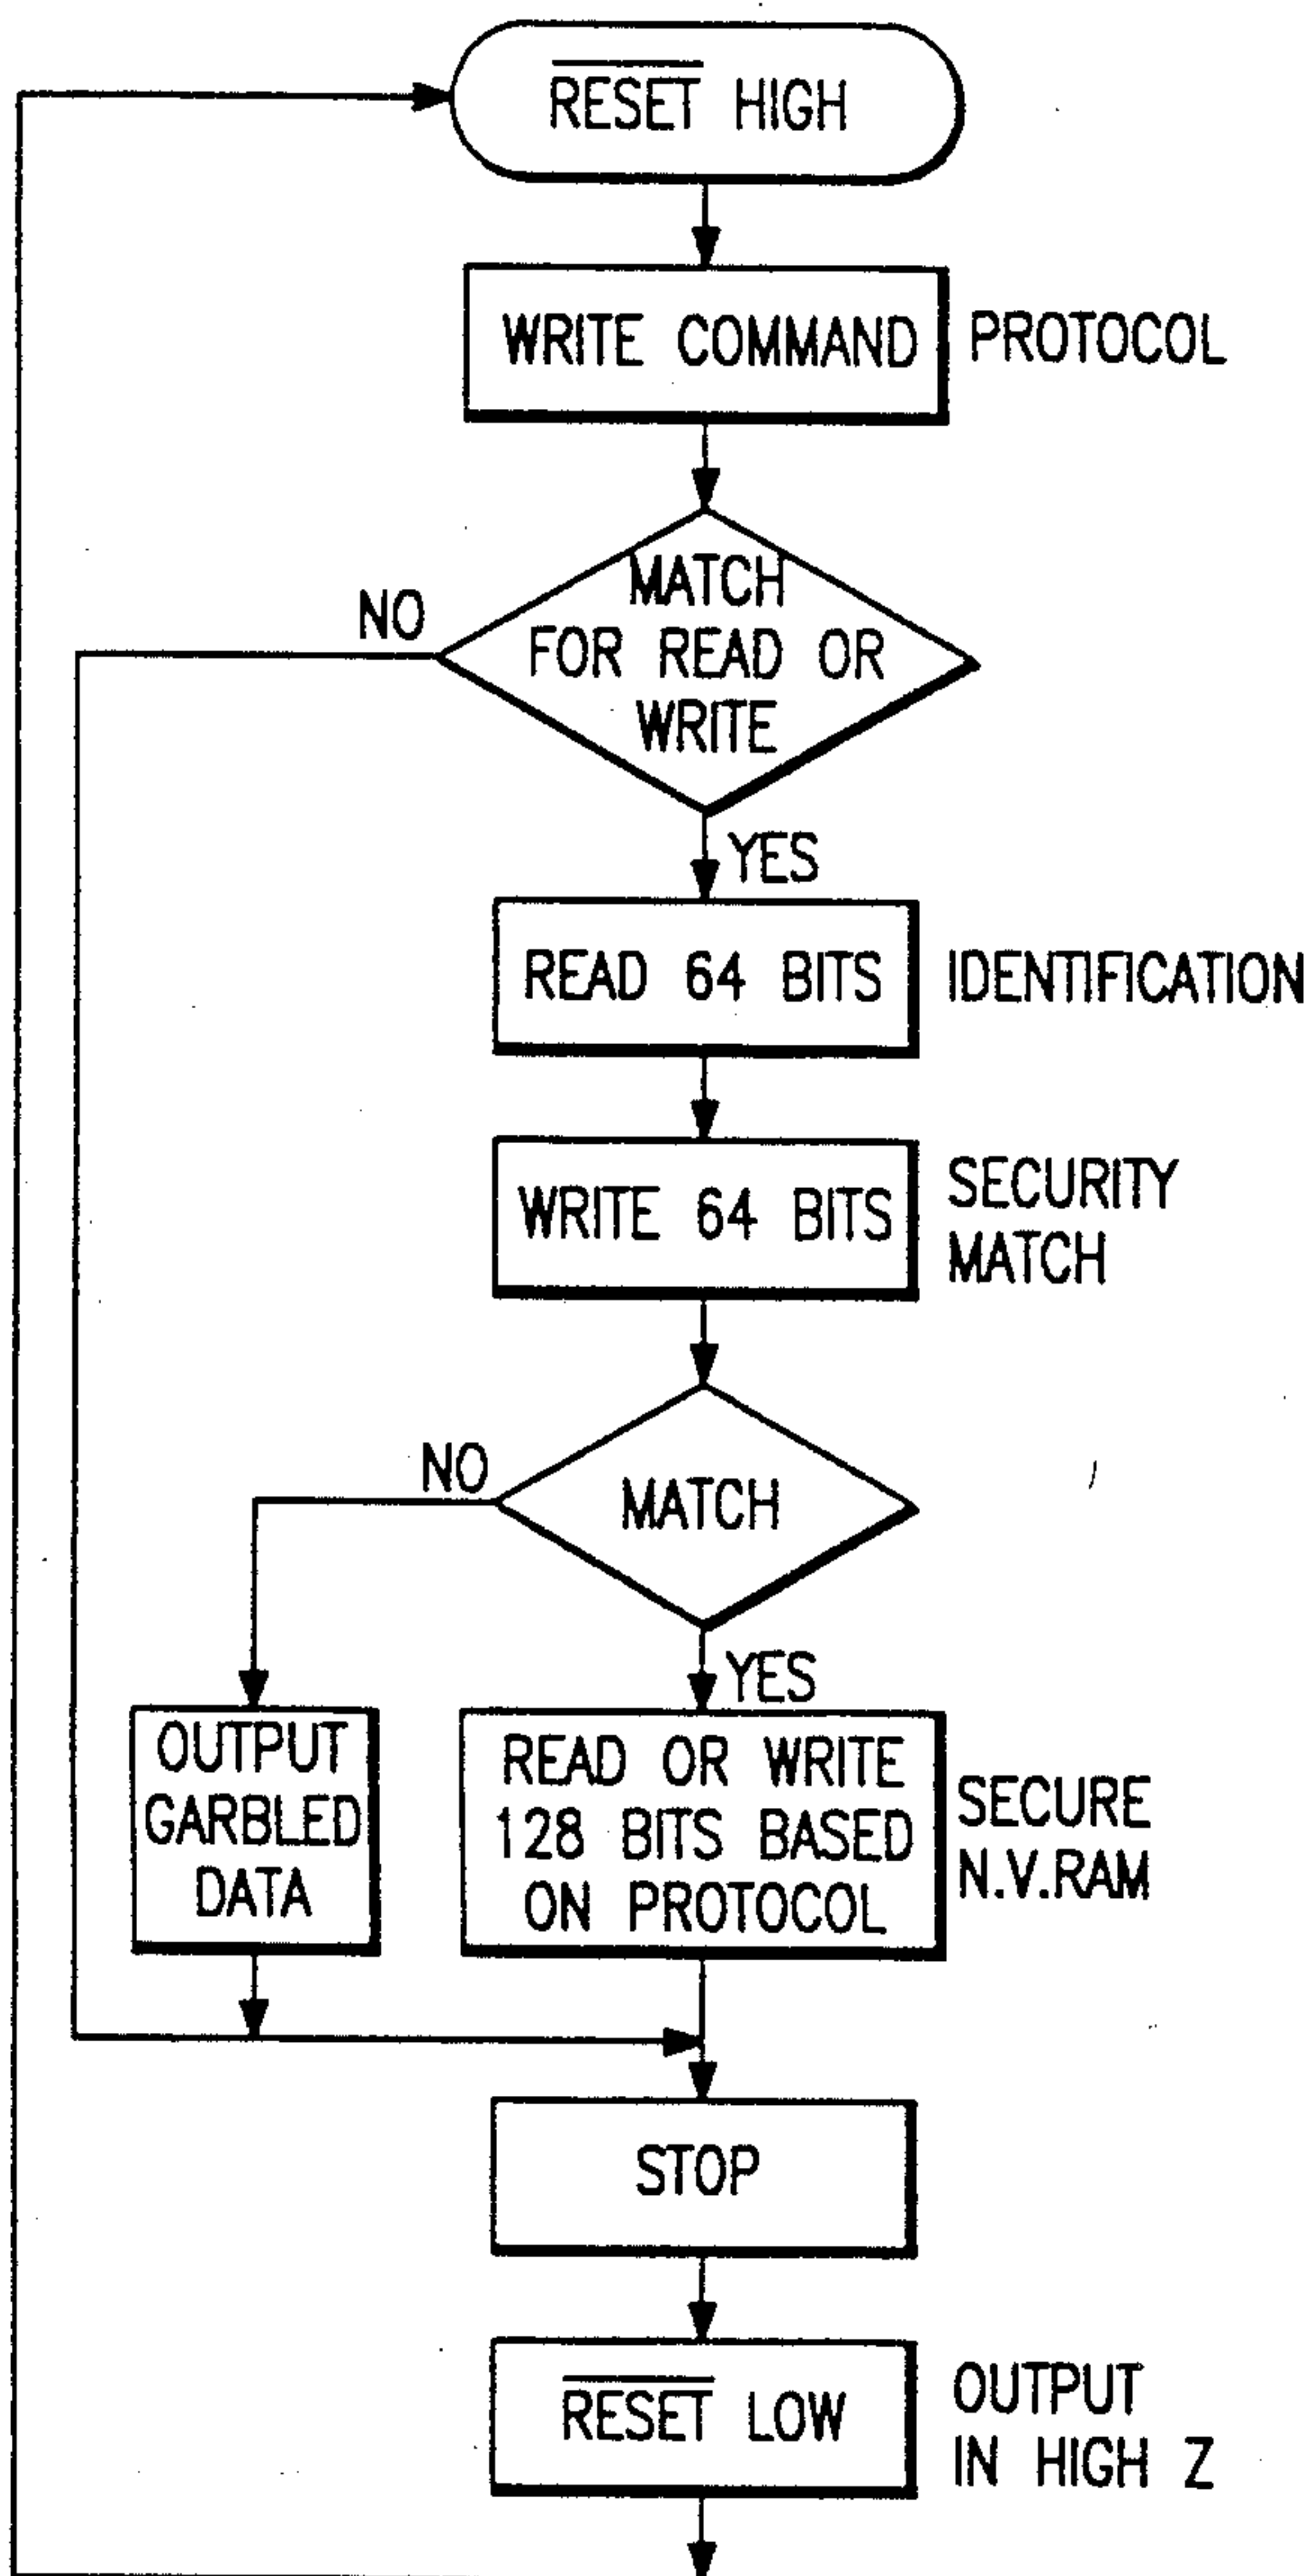 R̅E̅S̅E̅T̅ HIGH
WRITE COMMAND
PROTOCOL
MATCH
FOR READ OR
WRITE
NO
YES
READ 64 BITS
IDENTIFICATION
WRITE 64 BITS
SECURITY
MATCH
MATCH
NO
YES
OUTPUT
GARBLED
DATA
READ OR WRITE
128 BITS BASED
ON PROTOCOL
SECURE
N.V.RAM
STOP
R̅E̅S̅E̅T̅ LOW
OUTPUT
IN HIGH Z